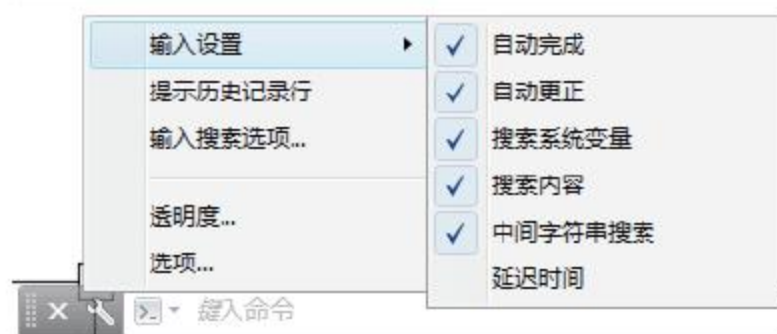 输入设置
提示历史记录行
输入搜索选项...
透明度...
选项...
自动完成
自动更正
搜索系统变量
搜索内容
中间字符串搜索
延迟时间
键入命令